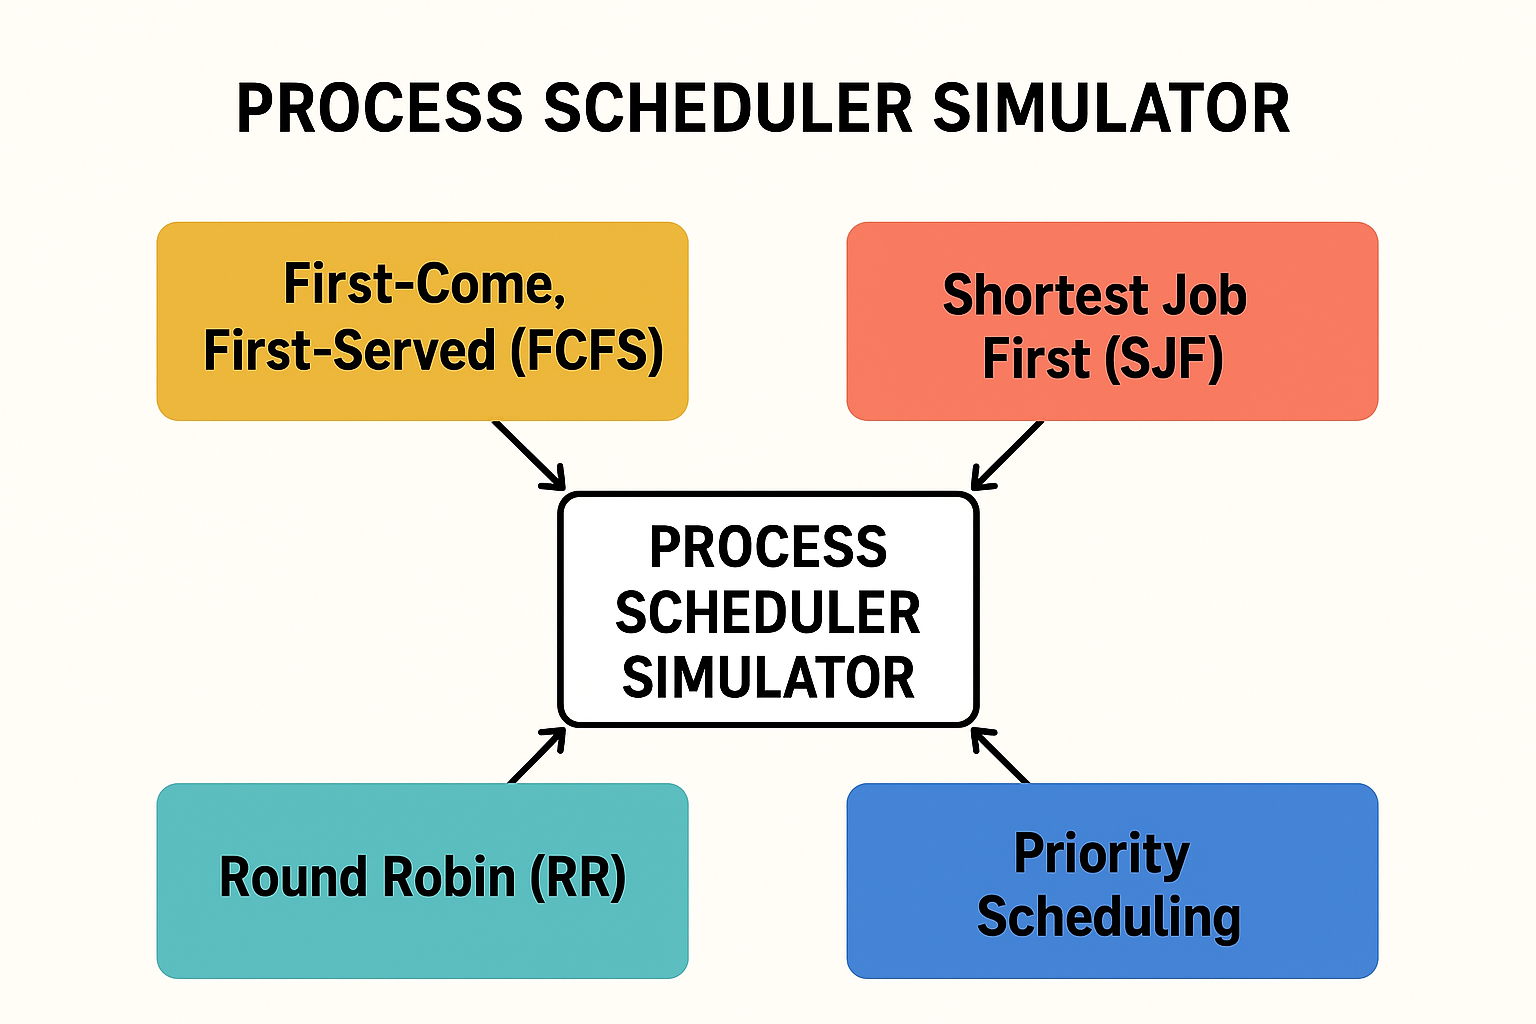 PROCESS SCHEDULER SIMULATOR
First-Come,
First-Served (FCFS)
Shortest Job
First (SJF)
PROCESS
SCHEDULER
SIMULATOR
Round Robin (RR)
Priority
Scheduling